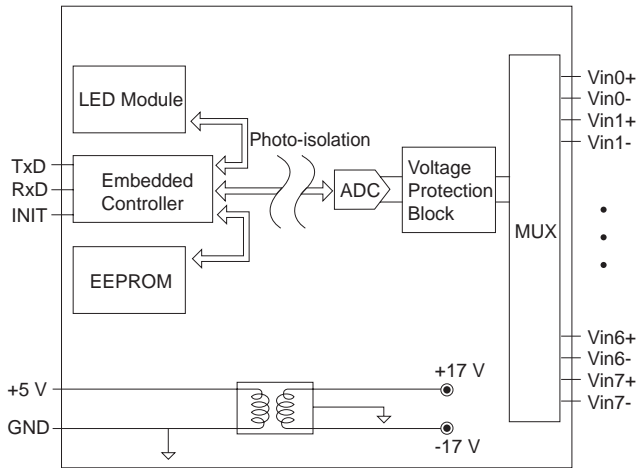 LED Module
Photo-isolation
TxD
RxD
INIT
Embedded
Controller
ADC
Voltage
Protection
Block
MUX
EEPROM
Vin0+
Vin0-
Vin1+
Vin1-
Vin6+
Vin6-
Vin7+
Vin7-
+5 V
GND
+17 V
-17 V